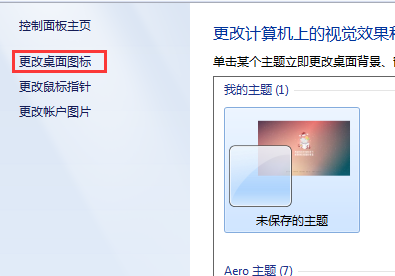 控制面板主页
更改桌面图标
更改鼠标指针
更改帐户图片
更改计算机上的视觉效果
单击某个主题立即更改桌面背景、
我的主题 (1)
未保存的主题
Aero 主题 (7)